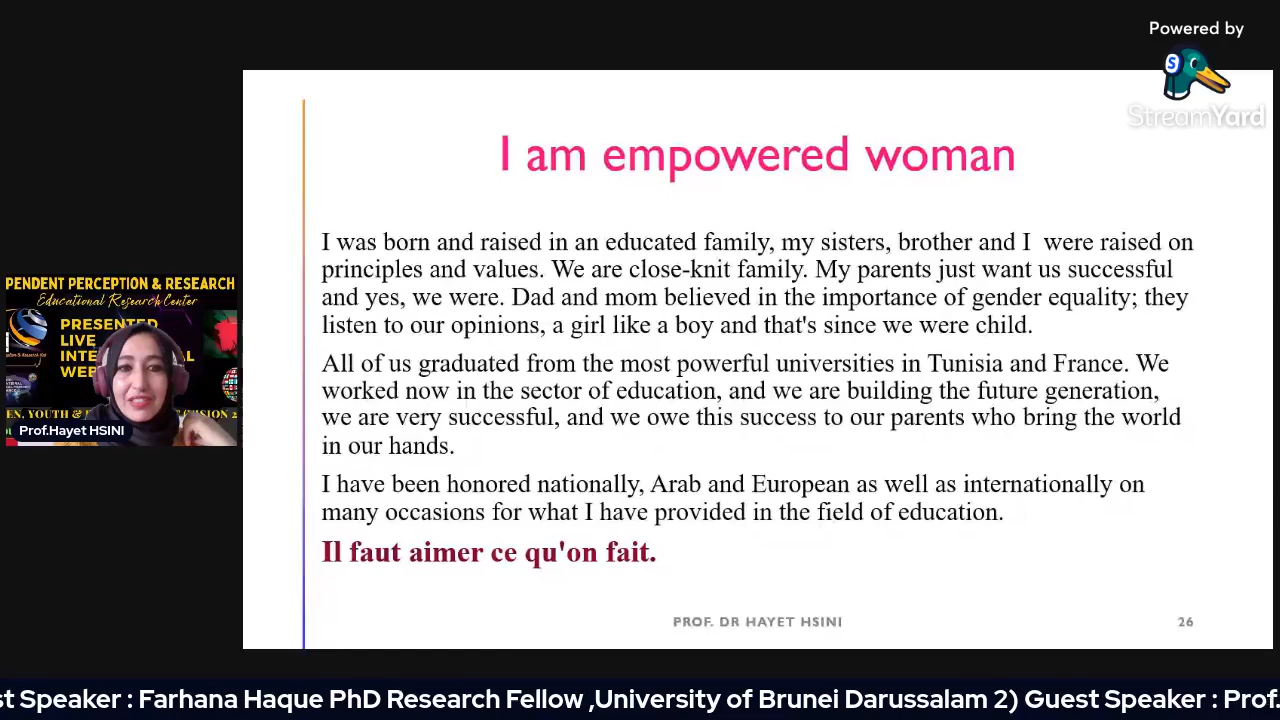 Powered by
StreamYard
I am empowered woman
I was born and raised in an educated family, my sisters, brother and I were raised on
principles and values. We are close-knit family. My parents just want us successful
and yes, we were. Dad and mom believed in the importance of gender equality; they
listen to our opinions, a girl like a boy and that's since we were child.
All of us graduated from the most powerful universities in Tunisia and France. We
worked now in the sector of education, and we are building the future generation,
we are very successful, and we owe this success to our parents who bring the world
in our hands.
I have been honored nationally, Arab and European as well as internationally on
many occasions for what I have provided in the field of education.
Il faut aimer ce qu'on fait.
PROF. DR HAYET HSINI
26
PENDENT PERCEPTION & RESEARCH
Educational Research Center
PRESENTED
LIVE
INTE
AL
WEB
Prof.Hayet HSINI
st Speaker : Farhana Haque PhD Research Fellow ,University of Brunei Darussalam 2) Guest Speaker : Prof.